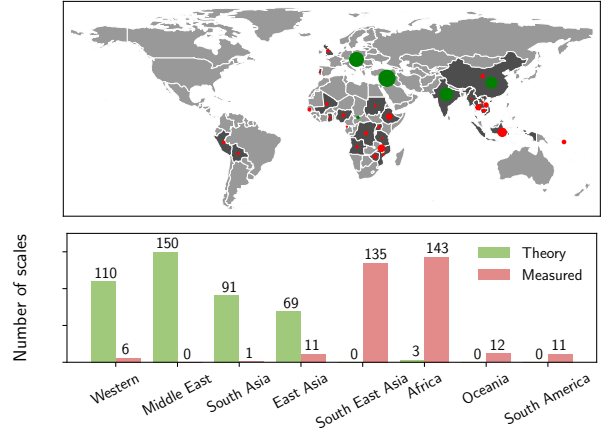 Number of scales
Theory
Measured
110
6
150
0
91
1
69
11
0
135
3
143
0
12
0
11
Western
Middle East
South Asia
East Asia
South East Asia
Africa
Oceania
South America